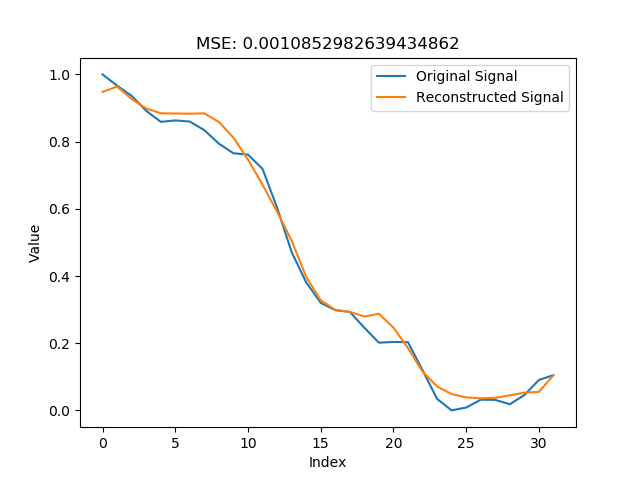 MSE: 0.0010852982639434862
Original Signal
Reconstructed Signal
1.0
0.8
0.6
0.4
0.2
0.0
Value
0 5 10 15 20 25 30
Index